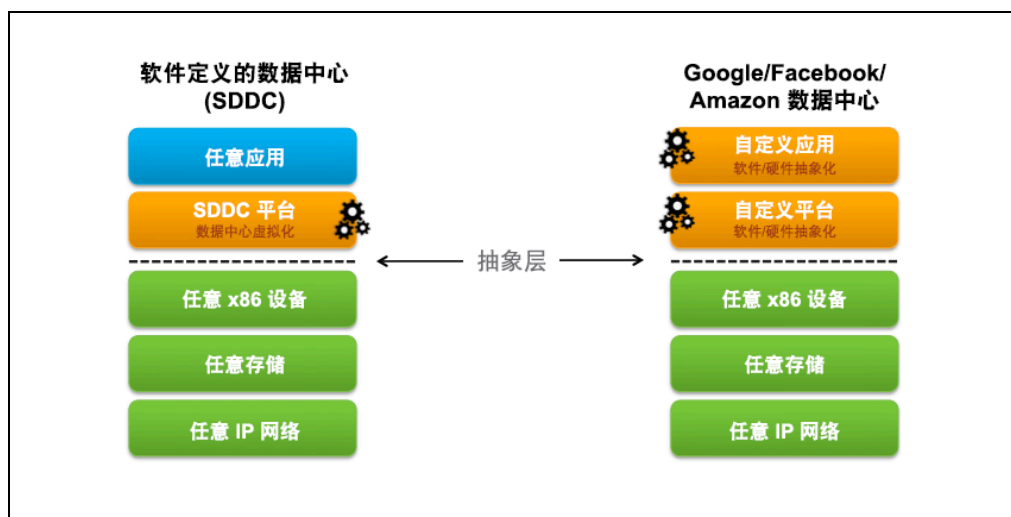 软件定义的数据中心
(SDDC)
任意应用
SDDC 平台
数据中心虚拟化
任意 x86 设备
任意存储
任意 IP 网络
抽象层
Google/Facebook/
Amazon 数据中心
自定义应用
软件/硬件抽象化
自定义平台
软件/硬件抽象化
任意 x86 设备
任意存储
任意 IP 网络